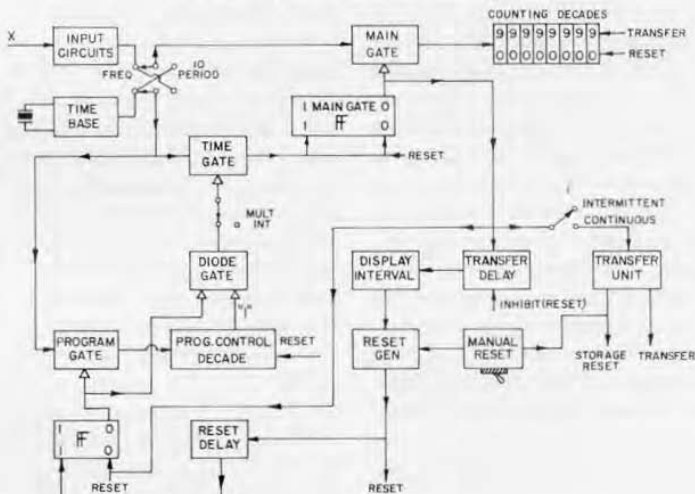 COUNTING DECADES
X
INPUT CIRCUITS
FREQ
10 PERIOD
MAIN GATE
9 9 9 9 9 9 9 9
0 0 0 0 0 0 0 0
TRANSFER
RESET
TIME BASE
1 MAIN GATE 0
1 FF 0
TIME GATE
RESET
MULT INT
INTERMITTENT
CONTINUOUS
DIODE GATE
DISPLAY INTERVAL
TRANSFER DELAY
TRANSFER UNIT
"1"
INHIBIT (RESET)
PROGRAM GATE
PROG. CONTROL DECADE
RESET
RESET GEN
MANUAL RESET
STORAGE RESET
TRANSFER
1 0
FF
1 0
RESET DELAY
RESET
RESET